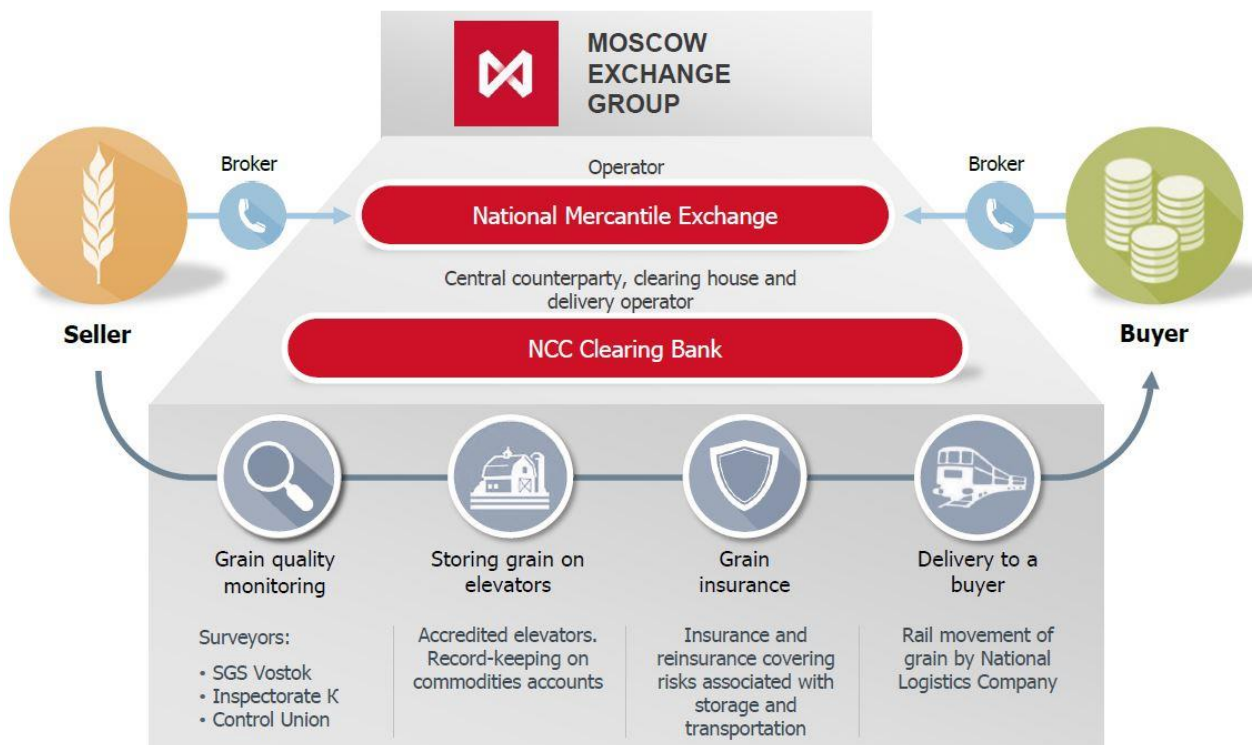 MOSCOW
EXCHANGE
GROUP
Broker
Operator
Broker
National Mercantile Exchange
Central counterparty, clearing house and
delivery operator
Seller
NCC Clearing Bank
Buyer
Grain quality
monitoring
Storing grain on
elevators
Grain
insurance
Delivery to a
buyer
Surveyors:
• SGS Vostok
• Inspectorate K
• Control Union
Accredited elevators.
Record-keeping on
commodities accounts
Insurance and
reinsurance covering
risks associated with
storage and
transportation
Rail movement of
grain by National
Logistics Company